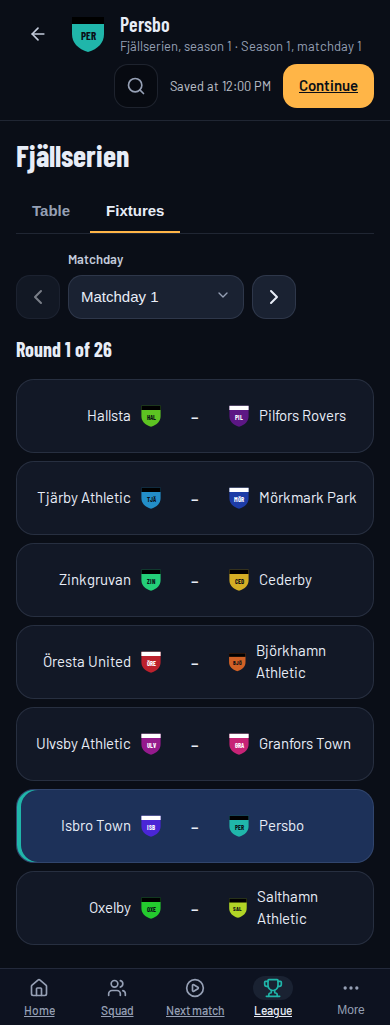 PER
Persbo
Fjällserien, season 1 · Season 1, matchday 1
Saved at 12:00 PM
Continue
Fjällserien
Table
Fixtures
Matchday
Matchday 1
Round 1 of 26
Hallsta HAL – PIL Pilfors Rovers
Tjärby Athletic TJÄ – MÖR Mörkmark Park
Zinkgruvan ZIN – CED Cederby
Öresta United ÖRE – BJÖ Björkhamn
Athletic
Ulvsby Athletic ULV – GRA Granfors Town
Isbro Town ISB – PER Persbo
Oxelby OXE – SAL Salthamn
Athletic
Home
Squad
Next match
League
More